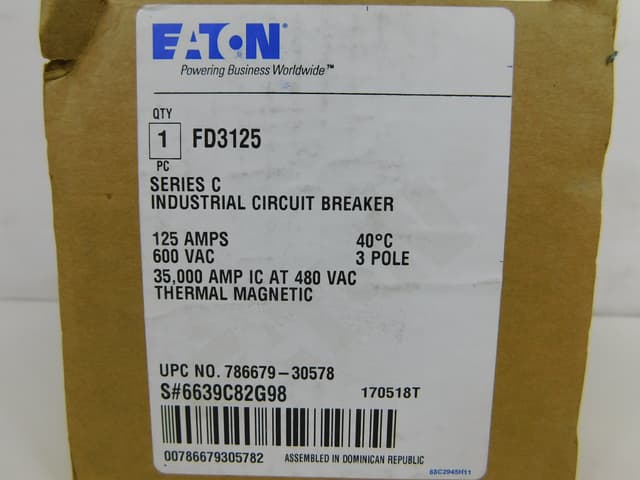 EATON
Powering Business Worldwide™
QTY
1 FD3125
PC
SERIES C
INDUSTRIAL CIRCUIT BREAKER
125 AMPS 40°C
600 VAC 3 POLE
35,000 AMP IC AT 480 VAC
THERMAL MAGNETIC
UPC NO. 786679-30578
S#6639C82G98 170518T
00786679305782 ASSEMBLED IN DOMINICAN REPUBLIC